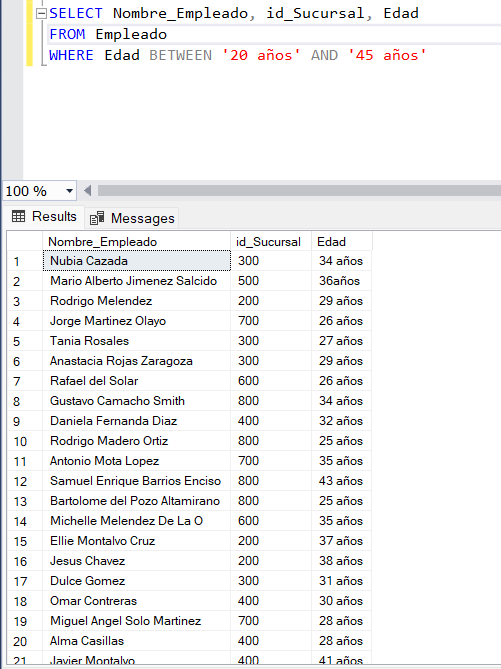 SELECT Nombre_Empleado, id_Sucursal, Edad
FROM Empleado
WHERE Edad BETWEEN '20 años' AND '45 años'
100 %
Results Messages
Nombre_Empleado id_Sucursal Edad
1 Nubia Cazada 300 34 años
2 Mario Alberto Jimenez Salcido 500 36años
3 Rodrigo Melendez 200 29 años
4 Jorge Martinez Olayo 700 26 años
5 Tania Rosales 300 27 años
6 Anastacia Rojas Zaragoza 300 29 años
7 Rafael del Solar 600 26 años
8 Gustavo Camacho Smith 800 34 años
9 Daniela Fernanda Diaz 400 32 años
10 Rodrigo Madero Ortiz 800 25 años
11 Antonio Mota Lopez 700 35 años
12 Samuel Enrique Barrios Enciso 800 43 años
13 Bartolome del Pozo Altamirano 800 25 años
14 Michelle Melendez De La O 600 35 años
15 Ellie Montalvo Cruz 200 37 años
16 Jesus Chavez 200 38 años
17 Dulce Gomez 300 31 años
18 Omar Contreras 400 30 años
19 Miguel Angel Solo Martinez 700 28 años
20 Alma Casillas 400 28 años
21 Javier Montalvo 400 41 años